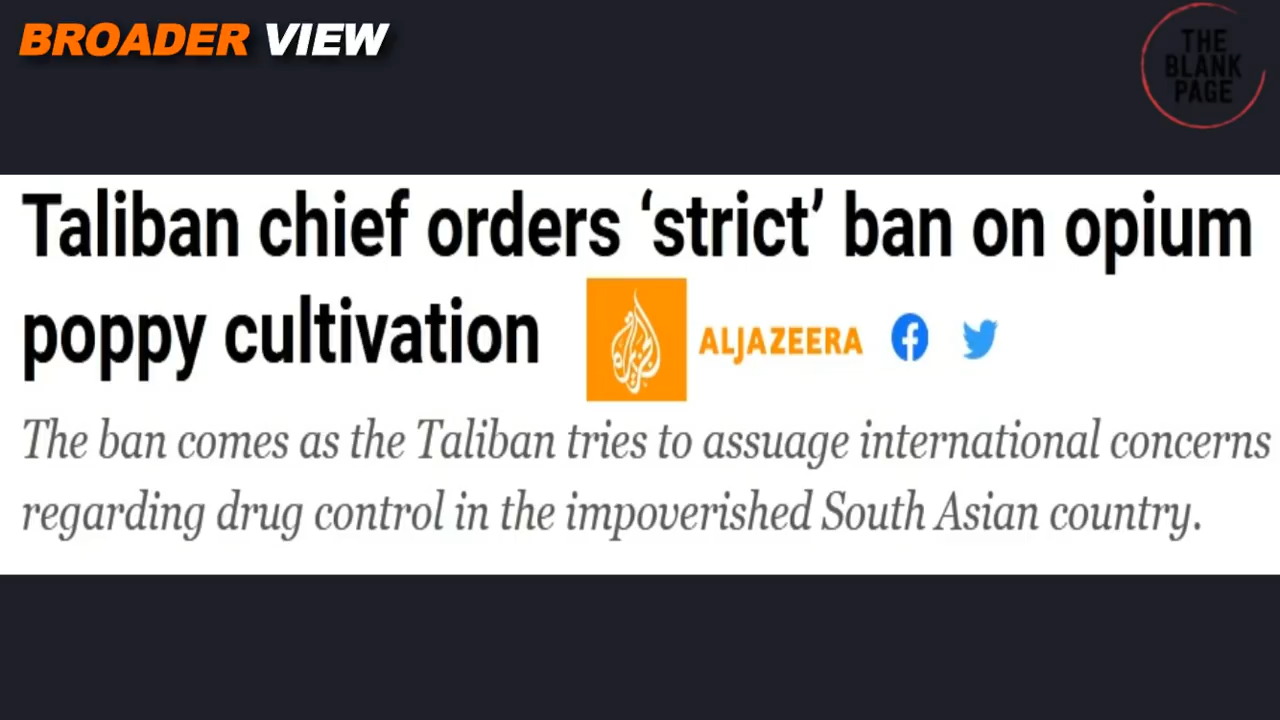 BROADER VIEW
THE
BLANK
PAGE
Taliban chief orders ‘strict’ ban on opium
poppy cultivation
ALJAZEERA
The ban comes as the Taliban tries to assuage international concerns
regarding drug control in the impoverished South Asian country.